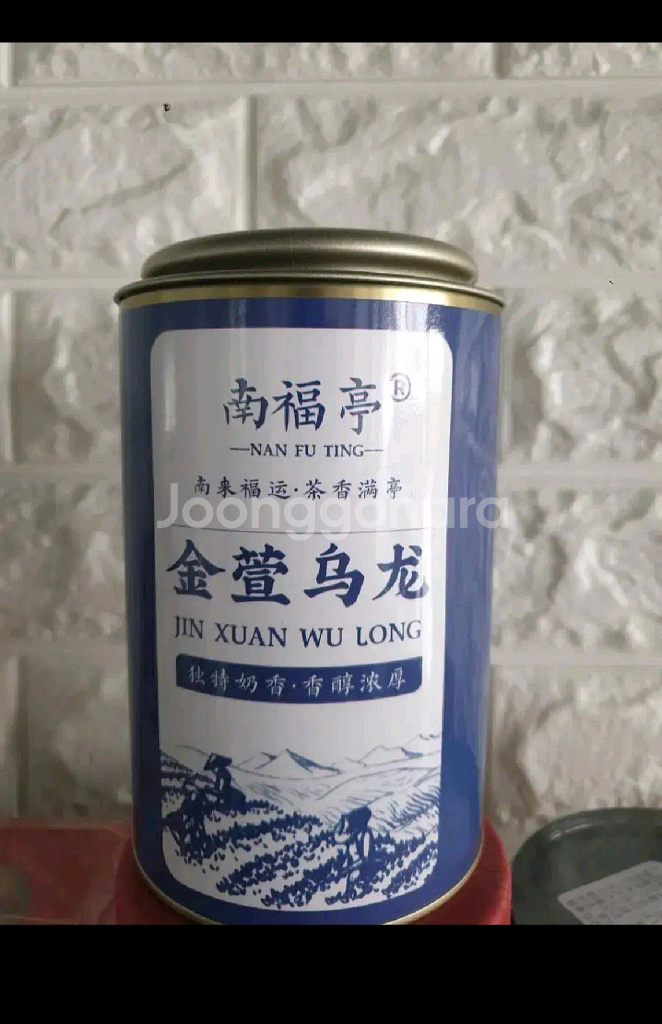 南福亭®
—NAN FU TING—
南来福运·茶香满亭
Joonggonara
金萱乌龙
JIN XUAN WU LONG
独特奶香·香醇浓厚